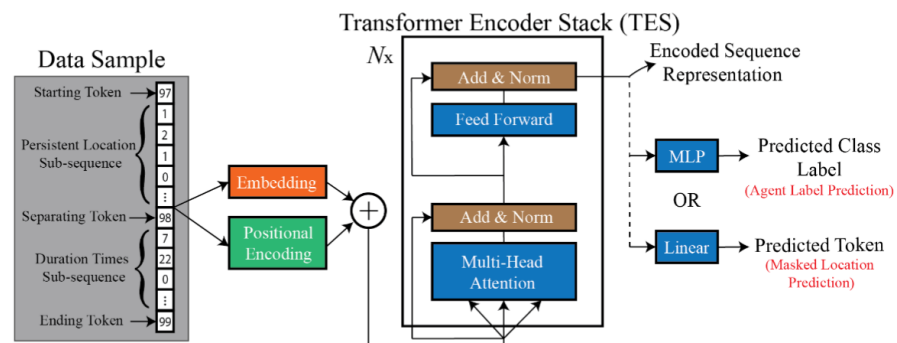 Transformer Encoder Stack (TES)
Data Sample
Starting Token
97
1
2
Persistent Location
Sub-sequence
1
0
⋮
Separating Token
98
7
Duration Times
Sub-sequence
22
0
⋮
Ending Token
99
Embedding
Positional
Encoding
+
Nx
Add & Norm
Feed Forward
Add & Norm
Multi-Head
Attention
Encoded Sequence
Representation
MLP
Predicted Class
Label
(Agent Label Prediction)
OR
Linear
Predicted Token
(Masked Location
Prediction)